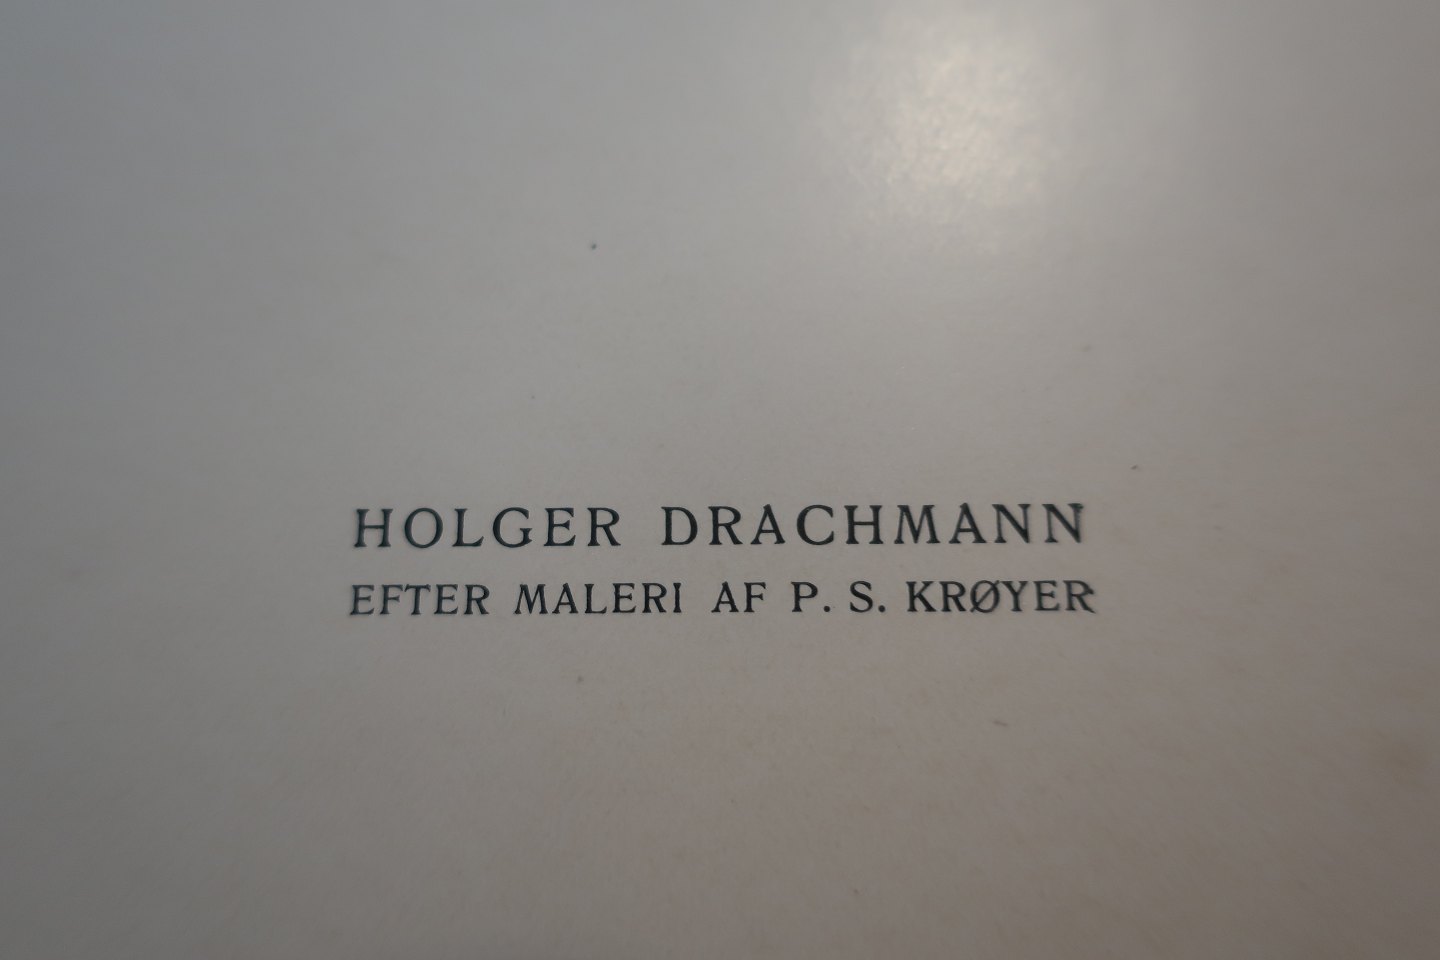 HOLGER DRACHMANN
EFTER MALERI AF P. S. KRØYER